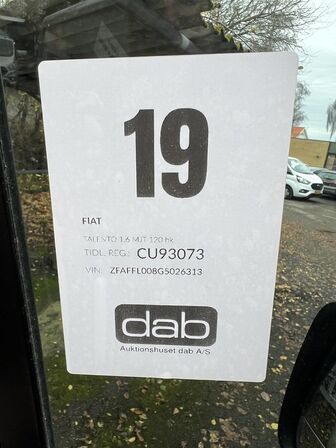 19
FIAT
TALENTO 1.6 MJT 120 hk
TIDL. REG.: CU93073
VIN: ZFAFFL008G5026313
dab
Auktionshuset dab A/S